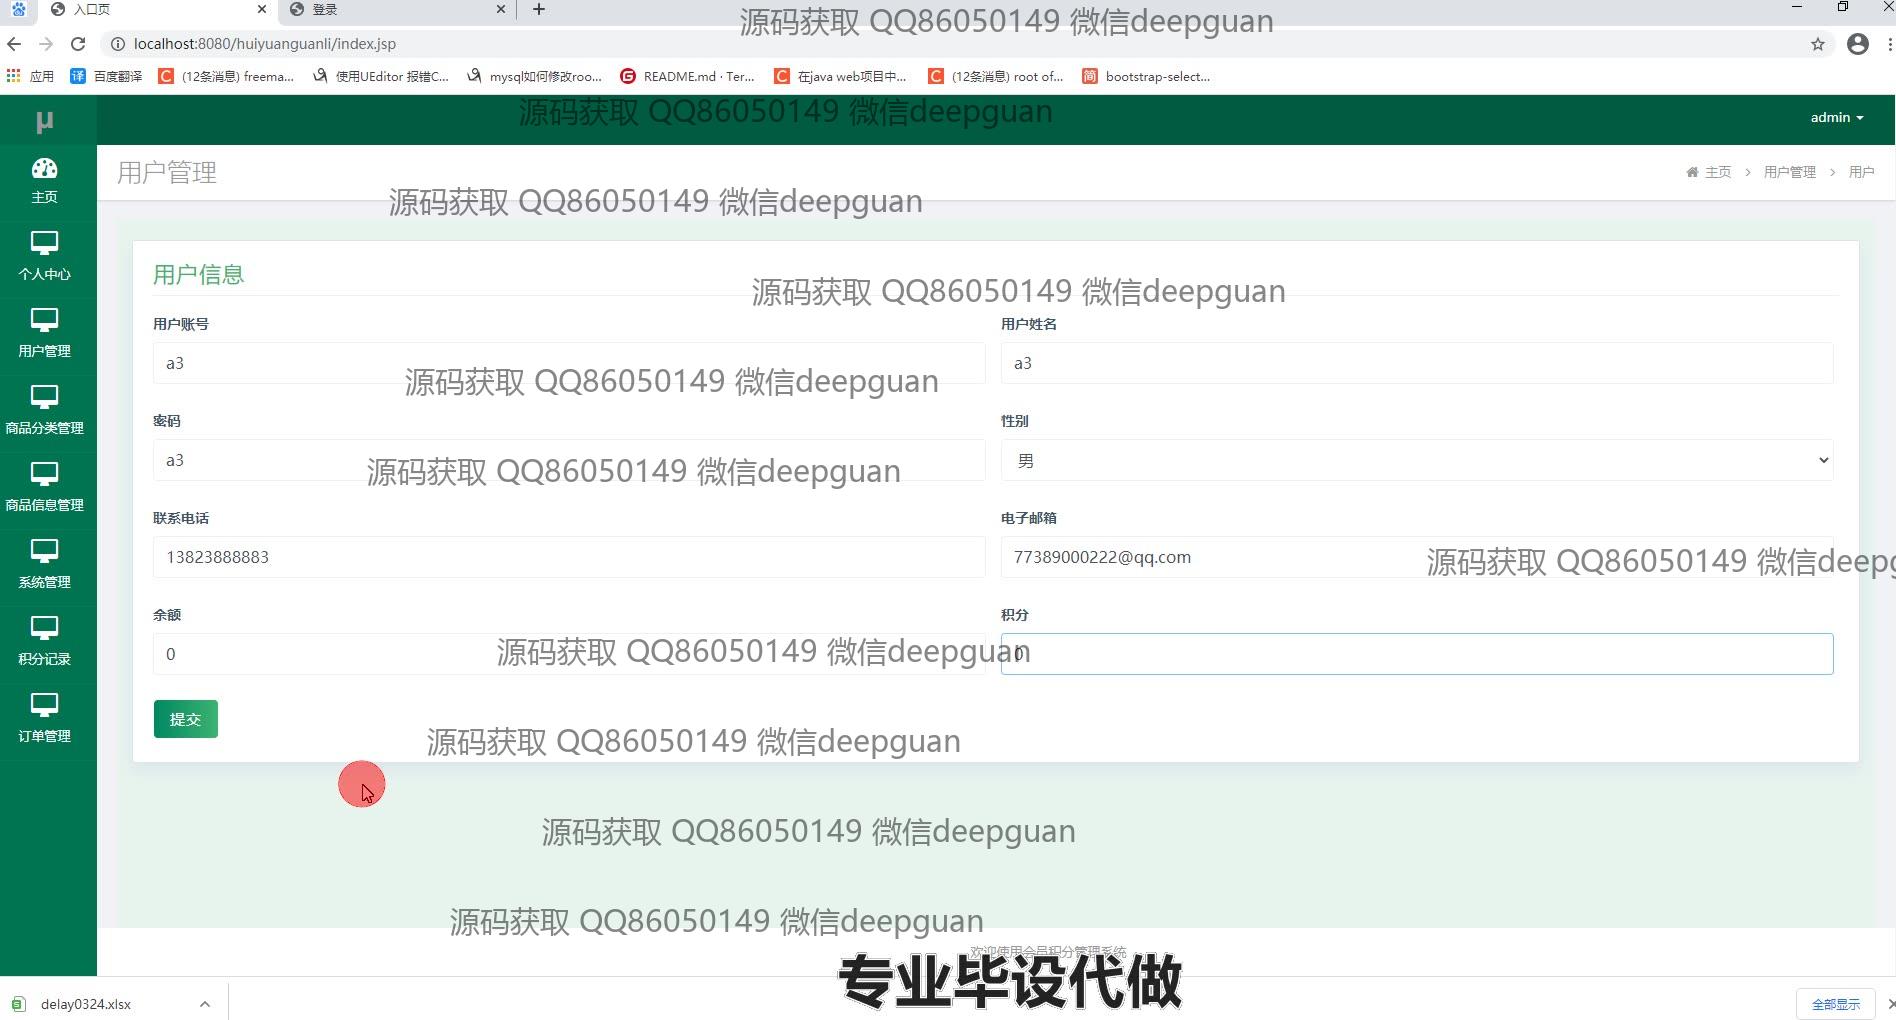 入口页
登录
源码获取 QQ86050149 微信deepguan
localhost:8080/huiyuanguanli/index.jsp
应用
百度翻译
(12条消息) freema...
使用UEditor 报错C...
mysql如何修改roo...
README.md · Ter...
在java web项目中...
(12条消息) root of...
bootstrap-select...
源码获取 QQ86050149 微信deepguan
μ
admin
用户管理
主页 > 用户管理 > 用户
源码获取 QQ86050149 微信deepguan
主页
个人中心
用户管理
商品分类管理
商品信息管理
系统管理
积分记录
订单管理
用户信息
源码获取 QQ86050149 微信deepguan
用户账号
用户姓名
a3
a3
源码获取 QQ86050149 微信deepguan
密码
性别
a3
男
源码获取 QQ86050149 微信deepguan
联系电话
电子邮箱
13823888883
77389000222@qq.com
源码获取 QQ86050149 微信deepg
余额
积分
0
0
源码获取 QQ86050149 微信deepguan
提交
源码获取 QQ86050149 微信deepguan
源码获取 QQ86050149 微信deepguan
源码获取 QQ86050149 微信deepguan
欢迎使用会员积分管理系统
专业毕设代做
delay0324.xlsx
全部显示